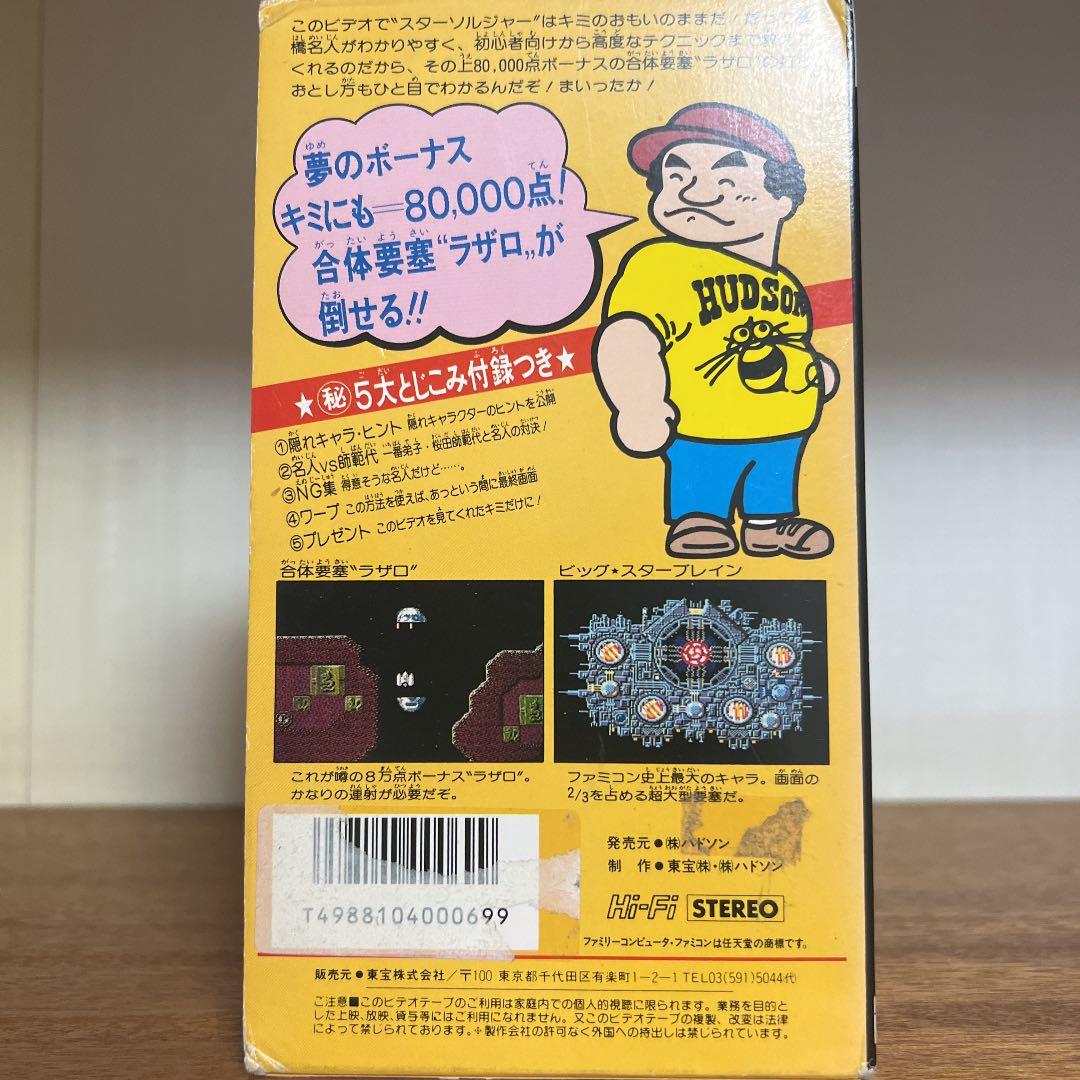 このビデオで"スターソルジャー"はキミのおもいのままだ！だって
橋名人がわかりやすく、初心者向けから高度なテクニックまで教え
くれるのだから、その上80,000点ボーナスの合体要塞"ラザロ"
おとし方もひと目でわかるんだぞ！まいったか！
夢のボーナス
キミにも＝80,000点！
合体要塞"ラザロ"が
倒せる!!
HUDSON
★㊙5大とじこみ付録つき★
①隠れキャラ・ヒント 隠れキャラクターのヒントを公開
②名人VS師範代 一番弟子・桜田師範代と名人の対決！
③NG集 得意そうな名人だけど……。
④ワープ この方法を使えば、あっという間に最終画面
⑤プレゼント このビデオを見てくれたキミだけに！
合体要塞"ラザロ"
ビッグ★スターブレイン
これが噂の8万点ボーナス"ラザロ"。
かなりの連射が必要だぞ。
ファミコン史上最大のキャラ。画面の
2/3を占める超大型要塞だ。
T4988104000699
発売元●㈱ハドソン
制 作●東宝㈱・㈱ハドソン
Hi-Fi STEREO
ファミリーコンピュータ・ファミコンは任天堂の商標です。
販売元●東宝株式会社／〒100 東京都千代田区有楽町1-2-1 TEL03(591)5044代
ご注意■このビデオテープのご利用は家庭内での個人的視聴に限られます。業務を目的と
した上映、放映、貸与等にはご利用になれません。又このビデオテープの複製、改変は法律
によって禁じられております。＊製作会社の許可なく外国への持出しは禁じられています。